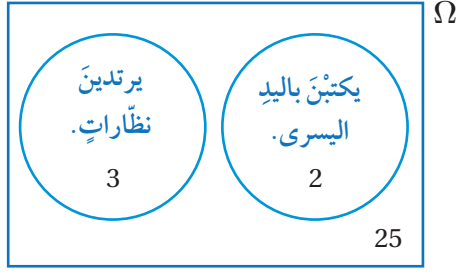 Ω
يكتبْنَ باليدِ
اليسرى.
2
يرتدينَ
نظّاراتٍ.
3
25